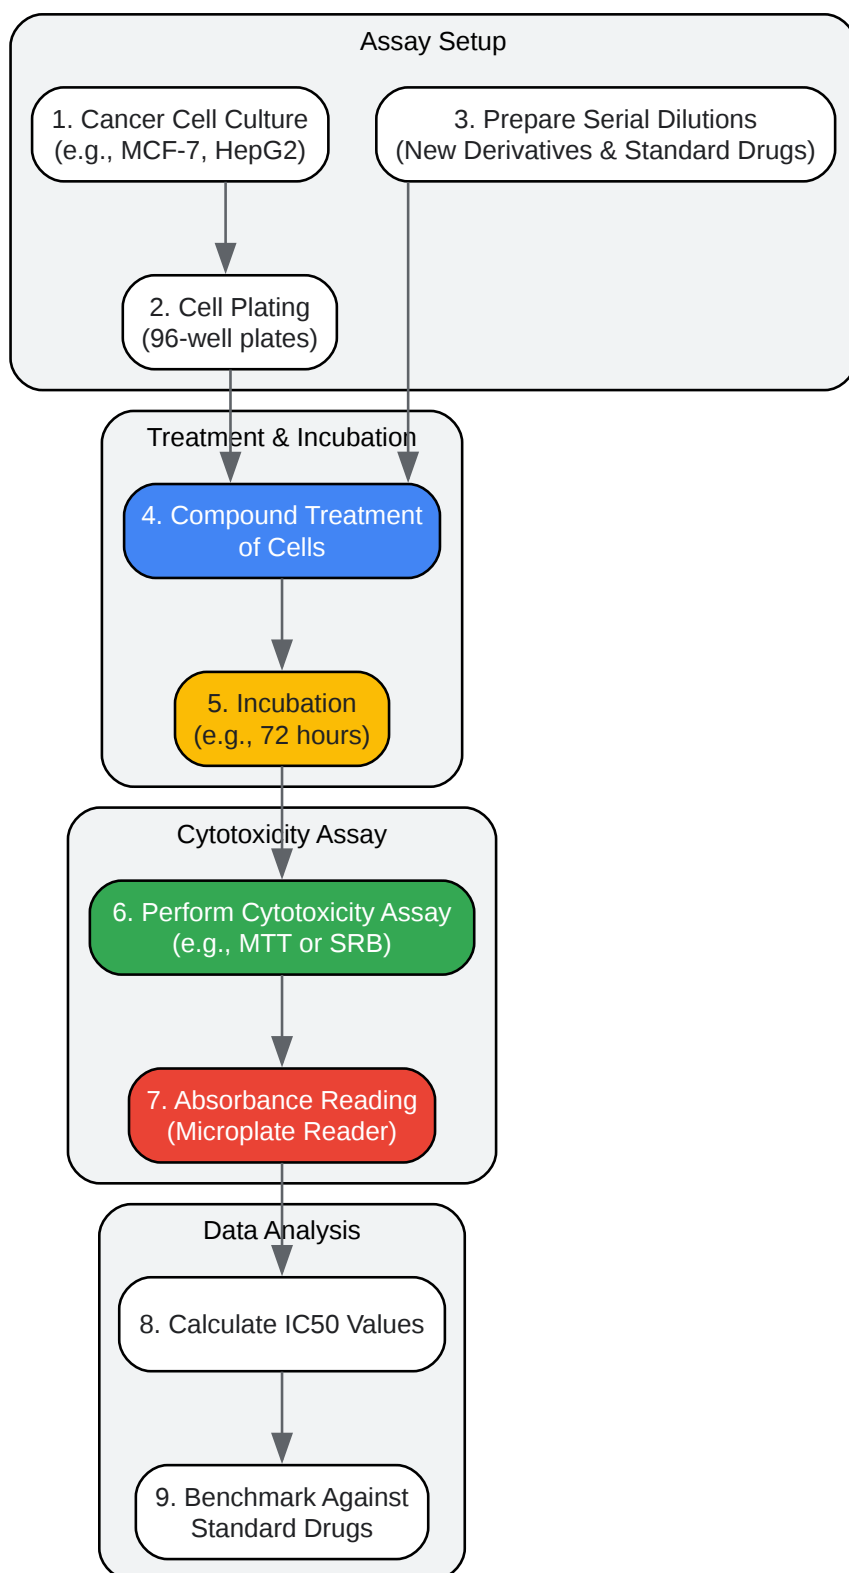 Assay Setup
1. Cancer Cell Culture
(e.g., MCF-7, HepG2)
3. Prepare Serial Dilutions
(New Derivatives & Standard Drugs)
2. Cell Plating
(96-well plates)
Treatment & Incubation
4. Compound Treatment
of Cells
5. Incubation
(e.g., 72 hours)
Cytotoxicity Assay
6. Perform Cytotoxicity Assay
(e.g., MTT or SRB)
7. Absorbance Reading
(Microplate Reader)
Data Analysis
8. Calculate IC50 Values
9. Benchmark Against
Standard Drugs